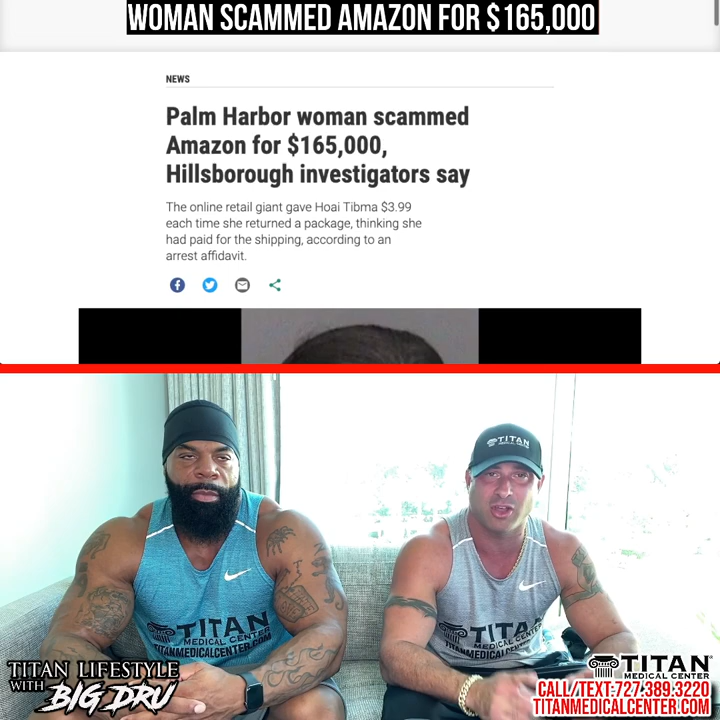 WOMAN SCAMMED AMAZON FOR $165,000
NEWS
Palm Harbor woman scammed
Amazon for $165,000,
Hillsborough investigators say
The online retail giant gave Hoai Tibma $3.99
each time she returned a package, thinking she
had paid for the shipping, according to an
arrest affidavit.
TITAN
TITAN
MEDICAL CENTER
TITANMEDICALCENTER.COM
TITAN
MEDICAL CENTER
TITANMEDICAL
TITAN LIFESTYLE
WITH BIG DRU
TITAN
MEDICAL CENTER
CALL/TEXT:727.389.3220
TITANMEDICALCENTER.COM